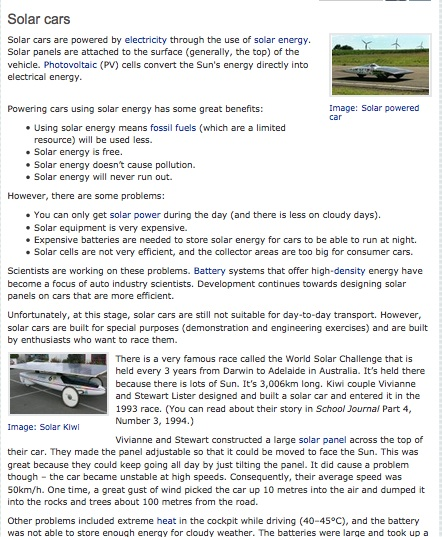 Solar cars
Solar cars are powered by electricity through the use of solar energy.
Solar panels are attached to the surface (generally, the top) of the
vehicle. Photovoltaic (PV) cells convert the Sun's energy directly into
electrical energy.
Image: Solar powered
car
Powering cars using solar energy has some great benefits:
• Using solar energy means fossil fuels (which are a limited
resource) will be used less.
• Solar energy is free.
• Solar energy doesn't cause pollution.
• Solar energy will never run out.
However, there are some problems:
• You can only get solar power during the day (and there is less on cloudy days).
• Solar equipment is very expensive.
• Expensive batteries are needed to store solar energy for cars to be able to run at night.
• Solar cells are not very efficient, and the collector areas are too big for consumer cars.
Scientists are working on these problems. Battery systems that offer high-density energy have
become a focus of auto industry scientists. Development continues towards designing solar
panels on cars that are more efficient.
Unfortunately, at this stage, solar cars are still not suitable for day-to-day transport. However,
solar cars are built for special purposes (demonstration and engineering exercises) and are built
by enthusiasts who want to race them.
Image: Solar Kiwi
There is a very famous race called the World Solar Challenge that is
held every 3 years from Darwin to Adelaide in Australia. It's held there
because there is lots of Sun. It's 3,006km long. Kiwi couple Vivianne
and Stewart Lister designed and built a solar car and entered it in the
1993 race. (You can read about their story in School Journal Part 4,
Number 3, 1994.)
Vivianne and Stewart constructed a large solar panel across the top of
their car. They made the panel adjustable so that it could be moved to face the Sun. This was
great because they could keep going all day by just tilting the panel. It did cause a problem
though – the car became unstable at high speeds. Consequently, their average speed was
50km/h. One time, a great gust of wind picked the car up 10 metres into the air and dumped it
into the rocks and trees about 100 metres from the road.
Other problems included extreme heat in the cockpit while driving (40–45°C), and the battery
was not able to store enough energy for cloudy weather. The batteries were large and took up a